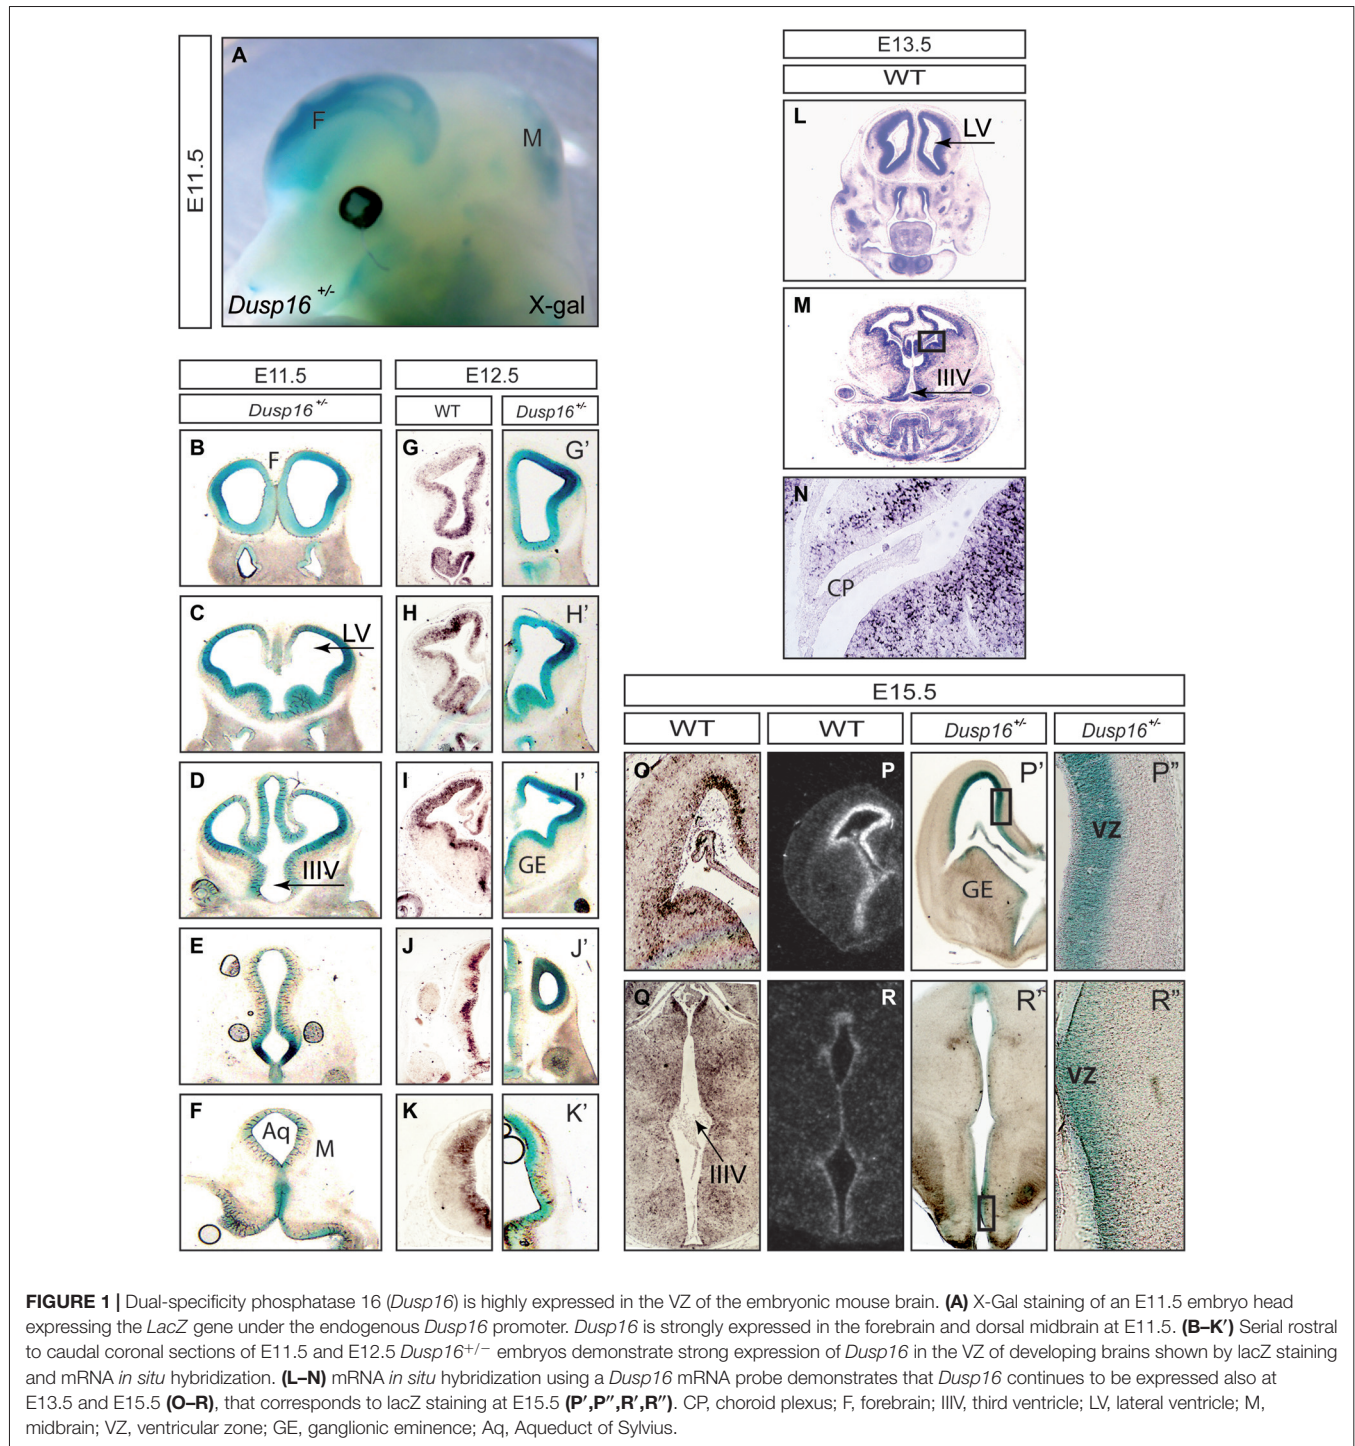 E11.5
A
F
M
Dusp16 +/-
X-gal
E11.5
E12.5
Dusp16 +/-
WT
Dusp16 +/-
B
F
G
G'
C
LV
H
H'
D
IIIV
I
I'
GE
E
J
J'
F
Aq
M
K
K'
E13.5
WT
L
LV
M
IIIV
N
CP
E15.5
WT
WT
Dusp16 +/-
Dusp16 +/-
O
P
P'
GE
P"
VZ
Q
IIIV
R
R'
R"
VZ
FIGURE 1 | Dual-specificity phosphatase 16 (Dusp16) is highly expressed in the VZ of the embryonic mouse brain. (A) X-Gal staining of an E11.5 embryo head
expressing the LacZ gene under the endogenous Dusp16 promoter. Dusp16 is strongly expressed in the forebrain and dorsal midbrain at E11.5. (B–K′) Serial rostral
to caudal coronal sections of E11.5 and E12.5 Dusp16+/− embryos demonstrate strong expression of Dusp16 in the VZ of developing brains shown by lacZ staining
and mRNA in situ hybridization. (L–N) mRNA in situ hybridization using a Dusp16 mRNA probe demonstrates that Dusp16 continues to be expressed also at
E13.5 and E15.5 (O–R), that corresponds to lacZ staining at E15.5 (P′,P″,R′,R″). CP, choroid plexus; F, forebrain; IIIV, third ventricle; LV, lateral ventricle; M,
midbrain; VZ, ventricular zone; GE, ganglionic eminence; Aq, Aqueduct of Sylvius.